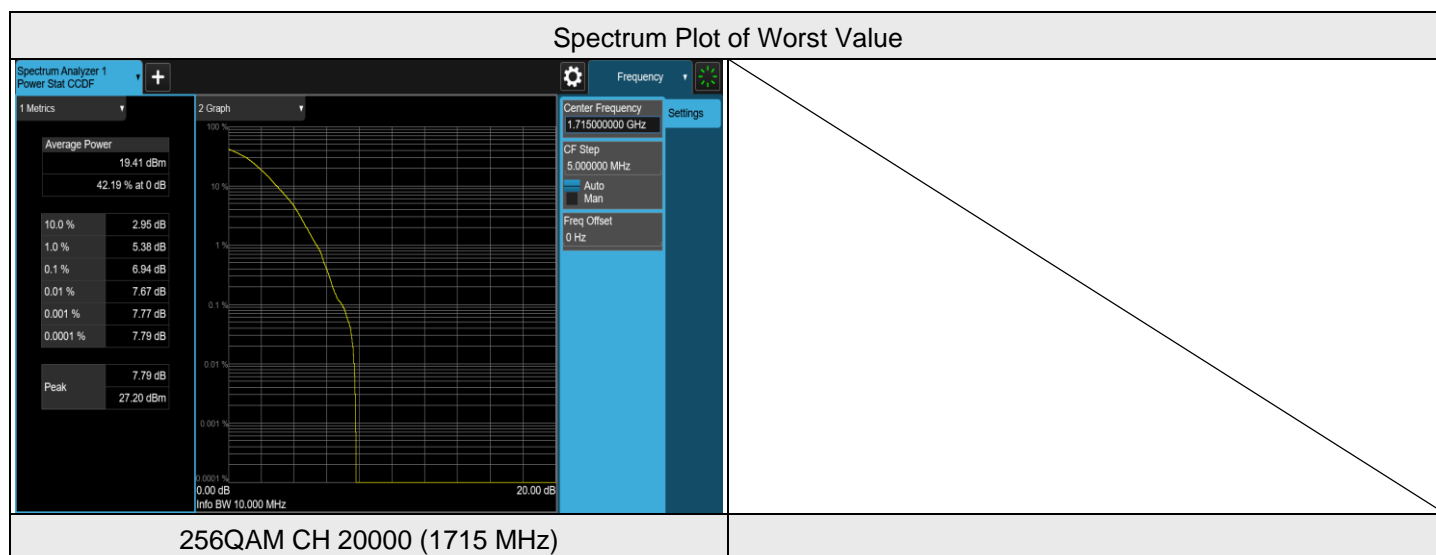 Spectrum Plot of Worst Value
Spectrum Analyzer 1
Power Stat CCDF
+
Frequency
1 Metrics
2 Graph
Average Power
19.41 dBm
42.19 % at 0 dB
10.0 % 2.95 dB
1.0 % 5.38 dB
0.1 % 6.94 dB
0.01 % 7.67 dB
0.001 % 7.77 dB
0.0001 % 7.79 dB
Peak 7.79 dB
27.20 dBm
100 %
10 %
1 %
0.1 %
0.01 %
0.001 %
0.0001 %
0.00 dB 20.00 dB
Info BW 10.000 MHz
Center Frequency
1.715000000 GHz
Settings
CF Step
5.000000 MHz
Auto
Man
Freq Offset
0 Hz
256QAM CH 20000 (1715 MHz)